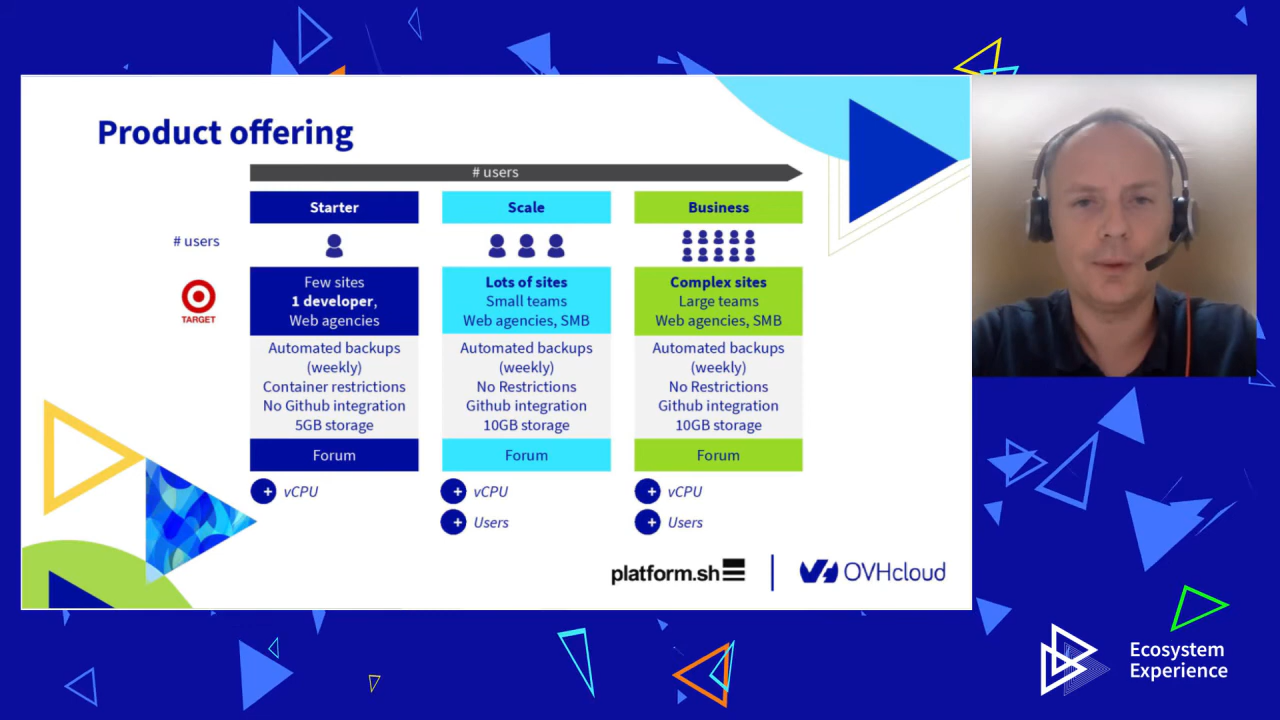 Product offering
# users
Starter
Scale
Business
# users
TARGET
Few sites
1 developer,
Web agencies
Lots of sites
Small teams
Web agencies, SMB
Complex sites
Large teams
Web agencies, SMB
Automated backups
(weekly)
Container restrictions
No Github integration
5GB storage
Automated backups
(weekly)
No Restrictions
Github integration
10GB storage
Automated backups
(weekly)
No Restrictions
Github integration
10GB storage
Forum
Forum
Forum
+ vCPU
+ vCPU
+ Users
+ vCPU
+ Users
platform.sh
OVHcloud
Ecosystem
Experience